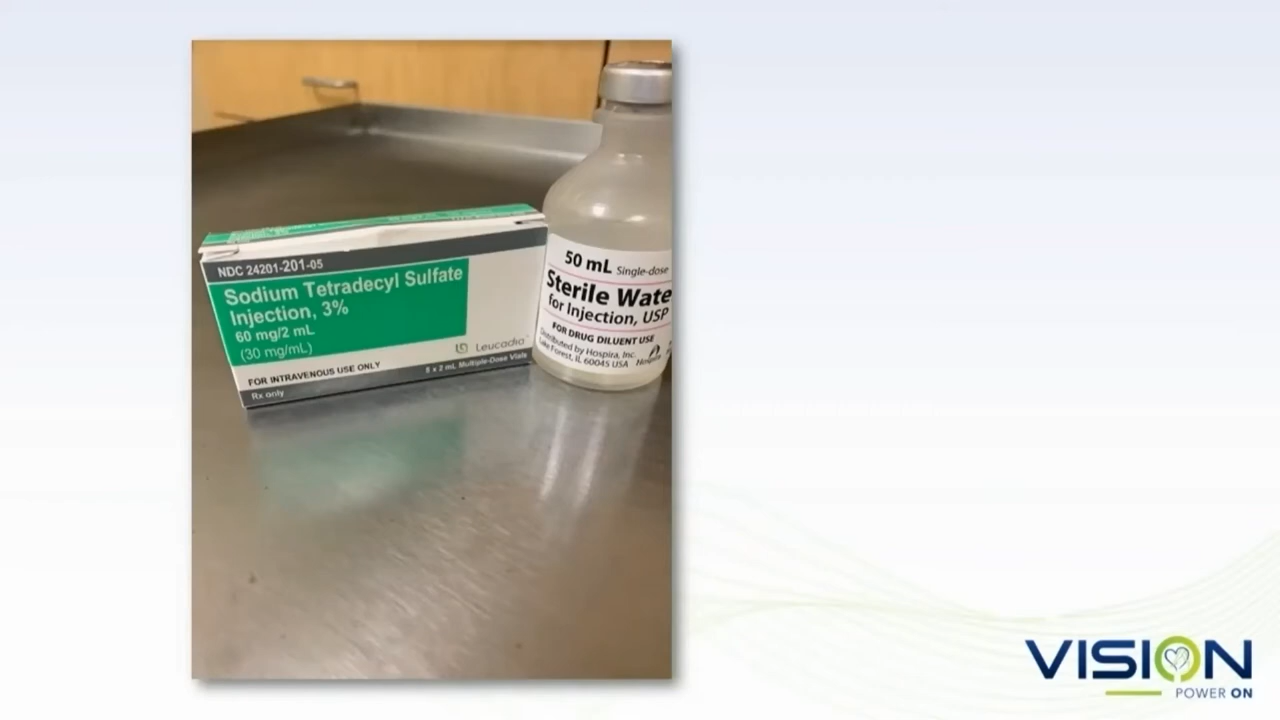 NDC 24201-201-05
Sodium Tetradecyl Sulfate
Injection, 3%
60 mg/2 mL
(30 mg/mL)
Leucadia
FOR INTRAVENOUS USE ONLY
5 x 2 mL Multiple-Dose Vials
Rx only
50 mL Single-dose
Sterile Wate
for Injection, USP
FOR DRUG DILUENT USE
Distributed by Hospira, Inc.
Lake Forest, IL 60045 USA
Hospira
VISION
POWER ON